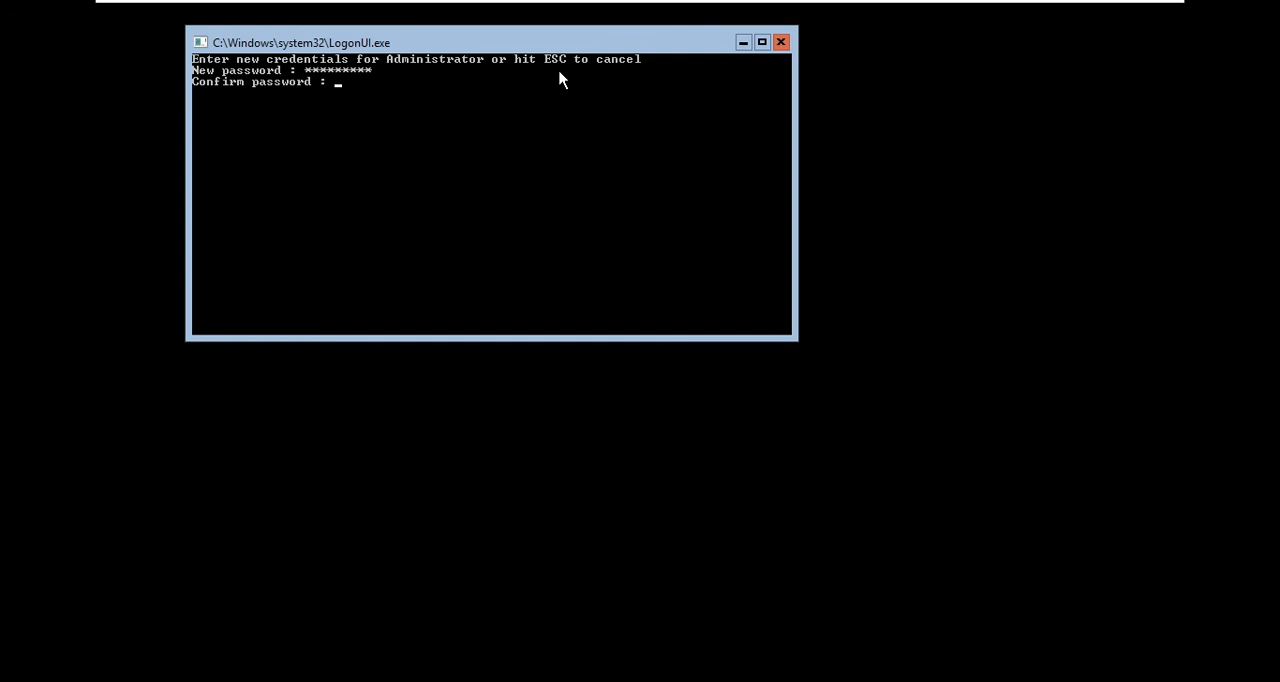 C:\Windows\system32\LogonUI.exe
Enter new credentials for Administrator or hit ESC to cancel
New password : *********
Confirm password : _